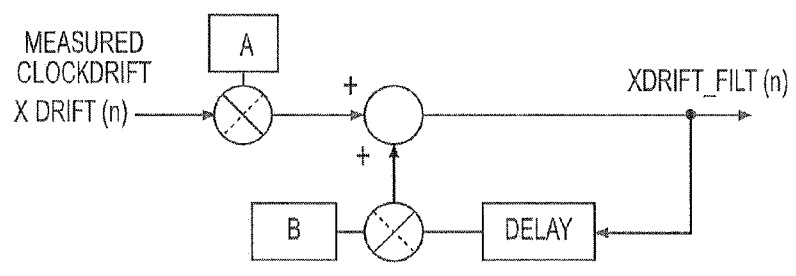 MEASURED
CLOCKDRIFT
X DRIFT (n)
A
+
+
XDRIFT_FILT (n)
B
DELAY